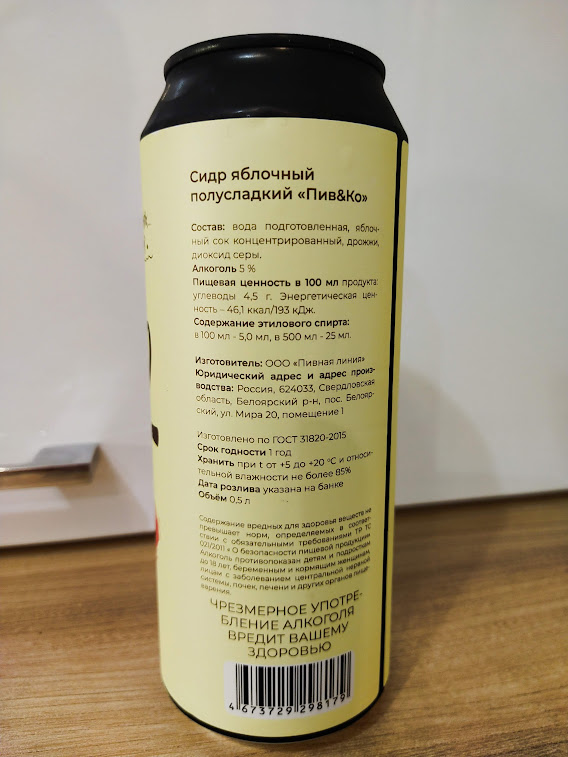 Сидр яблочный
полусладкий «Пив&Ко»
Состав: вода подготовленная, яблоч-
ный сок концентрированный, дрожжи,
диоксид серы.
Алкоголь 5 %
Пищевая ценность в 100 мл продукта:
углеводы 4,5 г. Энергетическая цен-
ность – 46,1 ккал/193 кДж.
Содержание этилового спирта:
в 100 мл - 5,0 мл, в 500 мл - 25 мл.
Изготовитель: ООО «Пивная линия»
Юридический адрес и адрес произ-
водства: Россия, 624033, Свердловская
область, Белоярский р-н, пос. Белояр-
ский, ул. Мира 20, помещение 1
Изготовлено по ГОСТ 31820-2015
Срок годности 1 год
Хранить при t от +5 до +20 °C и относи-
тельной влажности не более 85%
Дата розлива указана на банке
Объём 0,5 л
Содержание вредных для здоровья веществ не
превышает норм, определяемых в соответ-
ствии с обязательными требованиями ТР ТС
021/2011 « О безопасности пищевой продукции»
Алкоголь противопоказан детям и подросткам
до 18 лет, беременным и кормящим женщинам,
лицам с заболеванием центральной нервной
системы, почек, печени и других органов пище-
варения.
ЧРЕЗМЕРНОЕ УПОТРЕ-
БЛЕНИЕ АЛКОГОЛЯ
ВРЕДИТ ВАШЕМУ
ЗДОРОВЬЮ
4 673729 298179